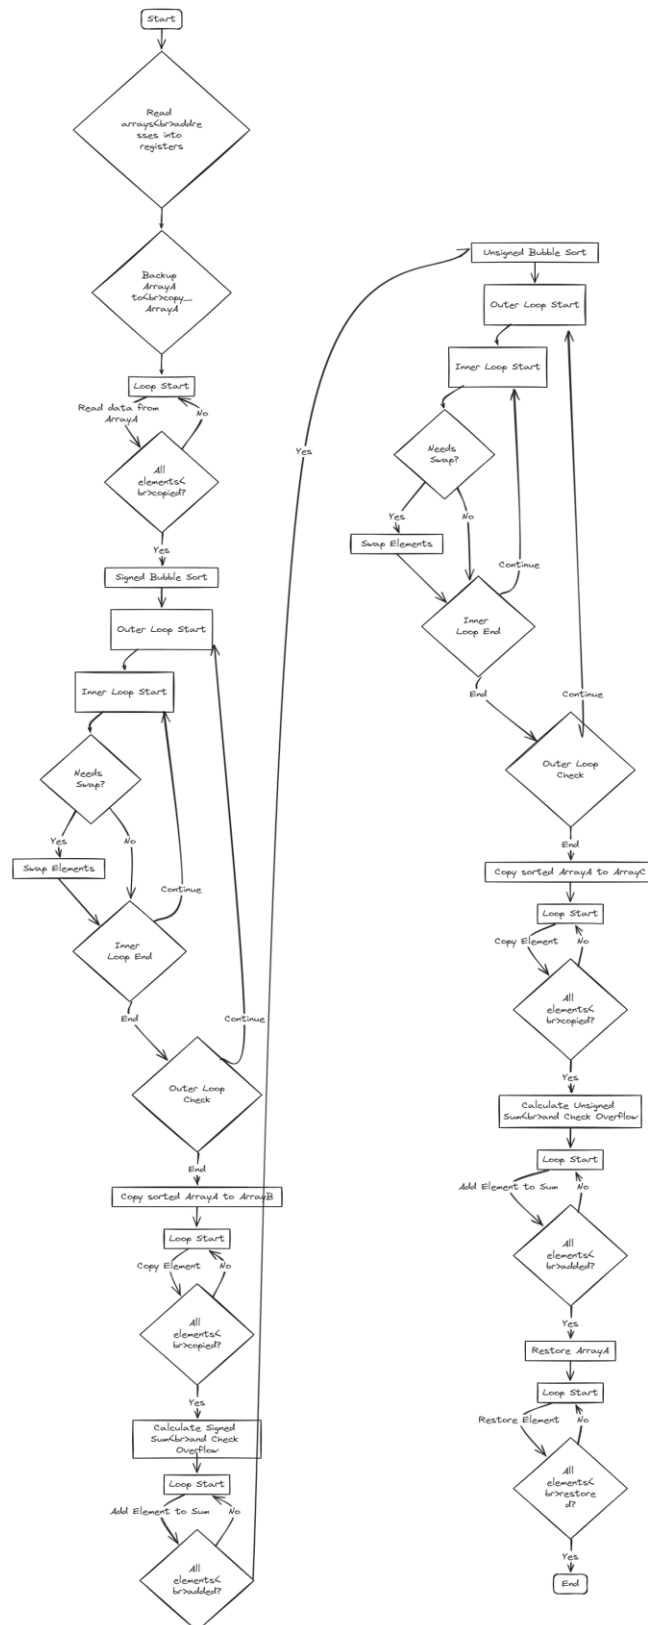 Start
Read
arrays<br>addre
sses into
registers
Backup
ArrayA
to<br>copy_
ArrayA
Loop Start
Read data from
ArrayA
No
All
elements<
br>copied?
Yes
Signed Bubble Sort
Outer Loop Start
Inner Loop Start
Needs
Swap?
Yes
No
Swap Elements
Continue
Inner
Loop End
End
Continue
Outer Loop
Check
End
Copy sorted ArrayA to ArrayB
Loop Start
Copy Element
No
All
elements<
br>copied?
Yes
Calculate Signed
Sum<br>and Check
Overflow
Loop Start
Add Element to Sum
No
All
elements<
br>added?
Yes
Unsigned Bubble Sort
Outer Loop Start
Inner Loop Start
Needs
Swap?
Yes
No
Swap Elements
Continue
Inner
Loop End
End
Continue
Outer Loop
Check
End
Copy sorted ArrayA to ArrayC
Loop Start
Copy Element
No
All
elements<
br>copied?
Yes
Calculate Unsigned
Sum<br>and Check Overflow
Loop Start
Add Element to Sum
No
All
elements<
br>added?
Yes
Restore ArrayA
Loop Start
Restore Element
No
All
elements<
br>restore
d?
Yes
End